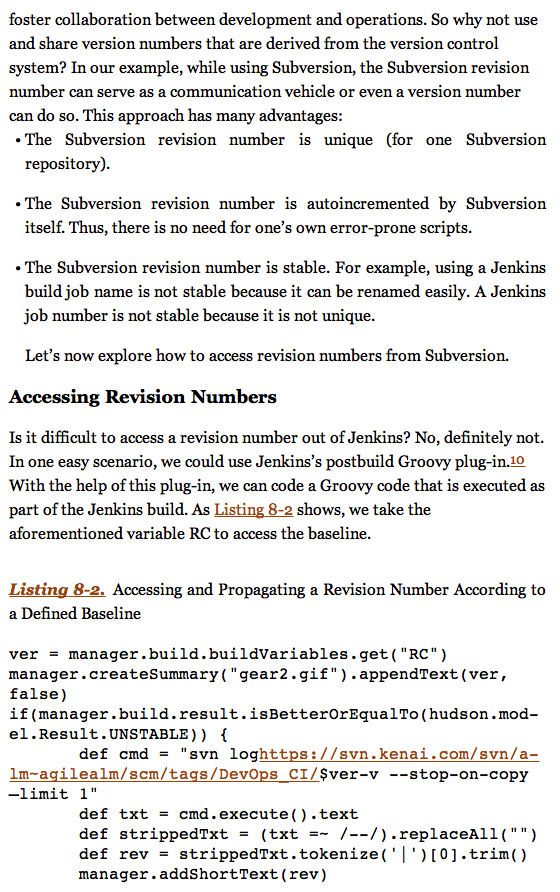 foster collaboration between development and operations. So why not use
and share version numbers that are derived from the version control
system? In our example, while using Subversion, the Subversion revision
number can serve as a communication vehicle or even a version number
can do so. This approach has many advantages:
• The Subversion revision number is unique (for one Subversion
repository).
• The Subversion revision number is autoincremented by Subversion
itself. Thus, there is no need for one’s own error-prone scripts.
• The Subversion revision number is stable. For example, using a Jenkins
build job name is not stable because it can be renamed easily. A Jenkins
job number is not stable because it is not unique.
Let’s now explore how to access revision numbers from Subversion.
Accessing Revision Numbers
Is it difficult to access a revision number out of Jenkins? No, definitely not.
In one easy scenario, we could use Jenkins’s postbuild Groovy plug-in.10
With the help of this plug-in, we can code a Groovy code that is executed as
part of the Jenkins build. As Listing 8-2 shows, we take the
aforementioned variable RC to access the baseline.
Listing 8-2. Accessing and Propagating a Revision Number According to
a Defined Baseline
ver = manager.build.buildVariables.get("RC")
manager.createSummary("gear2.gif").appendText(ver,
false)
if(manager.build.result.isBetterOrEqualTo(hudson.mod-
el.Result.UNSTABLE)) {
def cmd = "svn loghttps://svn.kenai.com/svn/a-
lm~agilealm/scm/tags/DevOps_CI/$ver-v --stop-on-copy
–limit 1"
def txt = cmd.execute().text
def strippedTxt = (txt =~ /--/).replaceAll("")
def rev = strippedTxt.tokenize('|')[0].trim()
manager.addShortText(rev)